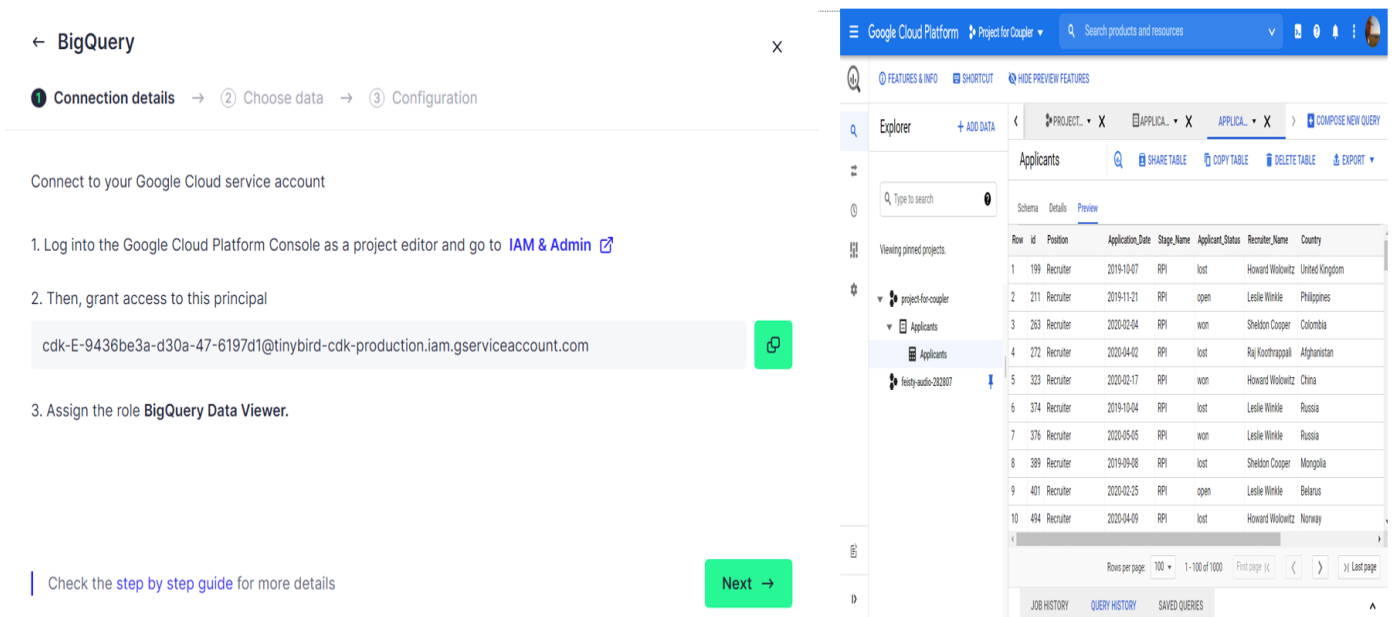 ← BigQuery
1 Connection details → 2 Choose data → 3 Configuration
Connect to your Google Cloud service account
1. Log into the Google Cloud Platform Console as a project editor and go to IAM & Admin
2. Then, grant access to this principal
cdk-E-9436be3a-d30a-47-6197d1@tinybird-cdk-production.iam.gserviceaccount.com
3. Assign the role BigQuery Data Viewer.
Check the step by step guide for more details
Next →
Google Cloud Platform Project for Coupler Search products and resources
FEATURES & INFO SHORTCUT HIDE PREVIEW FEATURES
Explorer + ADD DATA
Type to search
Viewing pinned projects.
project-for-coupler
Applicants
Applicants
feisty-audio-282807
PROJECT... X APPLICA... X APPLICA... X COMPOSE NEW QUERY
Applicants SHARE TABLE COPY TABLE DELETE TABLE EXPORT
Schema Details Preview
Row id Position Application_Date Stage_Name Applicant_Status Recruiter_Name Country
1 199 Recruiter 2019-10-07 RPI lost Howard Wolowitz United Kingdom
2 211 Recruiter 2019-11-21 RPI open Leslie Winkle Philippines
3 263 Recruiter 2020-02-04 RPI won Sheldon Cooper Colombia
4 272 Recruiter 2020-04-02 RPI lost Raj Koothrappali Afghanistan
5 323 Recruiter 2020-02-17 RPI won Howard Wolowitz China
6 374 Recruiter 2019-10-04 RPI lost Leslie Winkle Russia
7 376 Recruiter 2020-05-05 RPI won Leslie Winkle Russia
8 389 Recruiter 2019-09-08 RPI lost Sheldon Cooper Mongolia
9 401 Recruiter 2020-02-25 RPI open Leslie Winkle Belarus
10 494 Recruiter 2020-04-09 RPI lost Howard Wolowitz Norway
Rows per page: 100 1 - 100 of 1000 First page Last page
JOB HISTORY QUERY HISTORY SAVED QUERIES